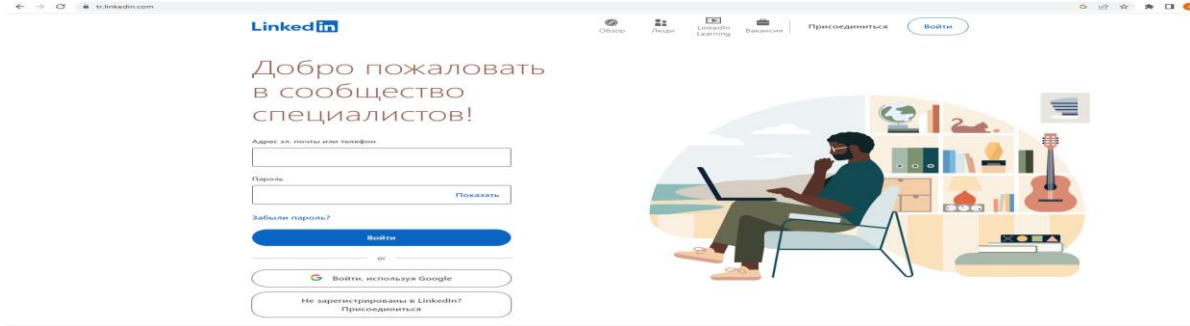 tr.linkedin.com
Linked in
Обзор
Люди
LinkedIn
Learning
Вакансии
Присоединиться
Войти
Добро пожаловать
в сообщество
специалистов!
Адрес эл. почты или телефон
Пароль
Показать
Забыли пароль?
Войти
or
Войти, используя Google
Не зарегистрированы в LinkedIn?
Присоединиться